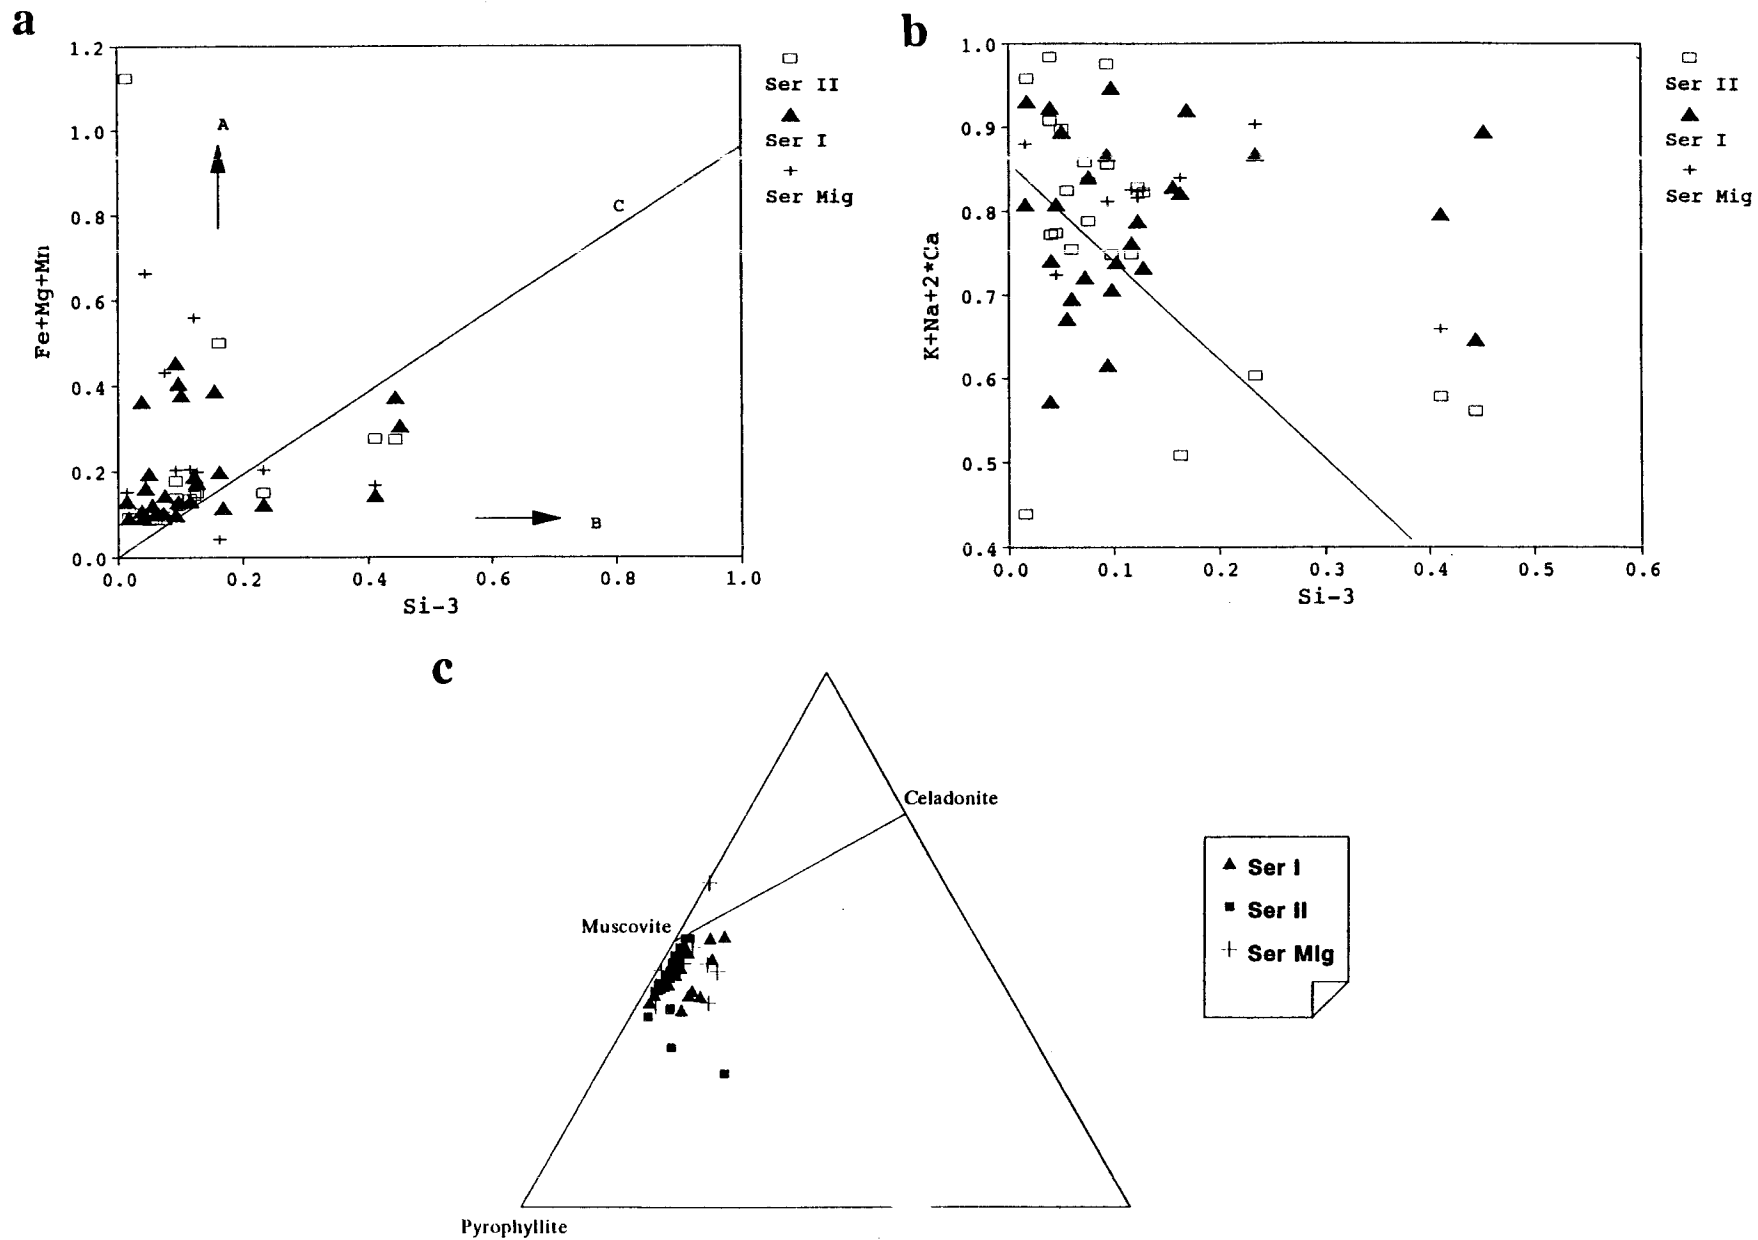 a
1.2
1.0
0.8
0.6
0.4
0.2
0.0
Fe+Mg+Mn
0.0 0.2 0.4 0.6 0.8 1.0
Si-3
A
B
C
Ser II
Ser I
Ser Mig
b
1.0
0.9
0.8
0.7
0.6
0.5
0.4
K+Na+2*Ca
0.0 0.1 0.2 0.3 0.4 0.5 0.6
Si-3
Ser II
Ser I
Ser Mig
c
Celadonite
Muscovite
Pyrophyllite
Ser I
Ser II
Ser Mig